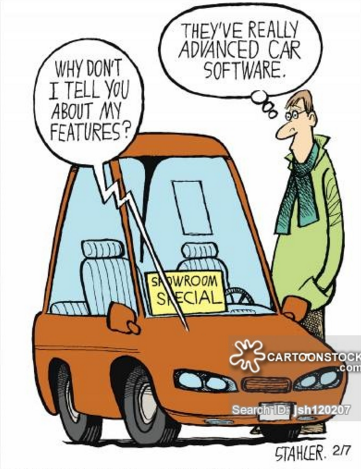 THEY'VE REALLY
ADVANCED CAR
SOFTWARE.
WHY DON'T
I TELL YOU
ABOUT MY
FEATURES?
SHOWROOM
SPECIAL
CARTOONSTOCK
.com
Search ID: jsh120207
STAHLER. 2/7